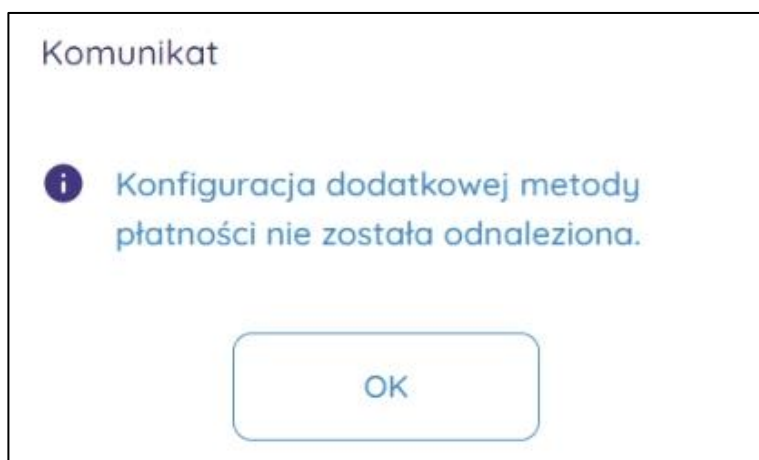 Komunikat
Konfiguracja dodatkowej metody
płatności nie została odnaleziona.
OK